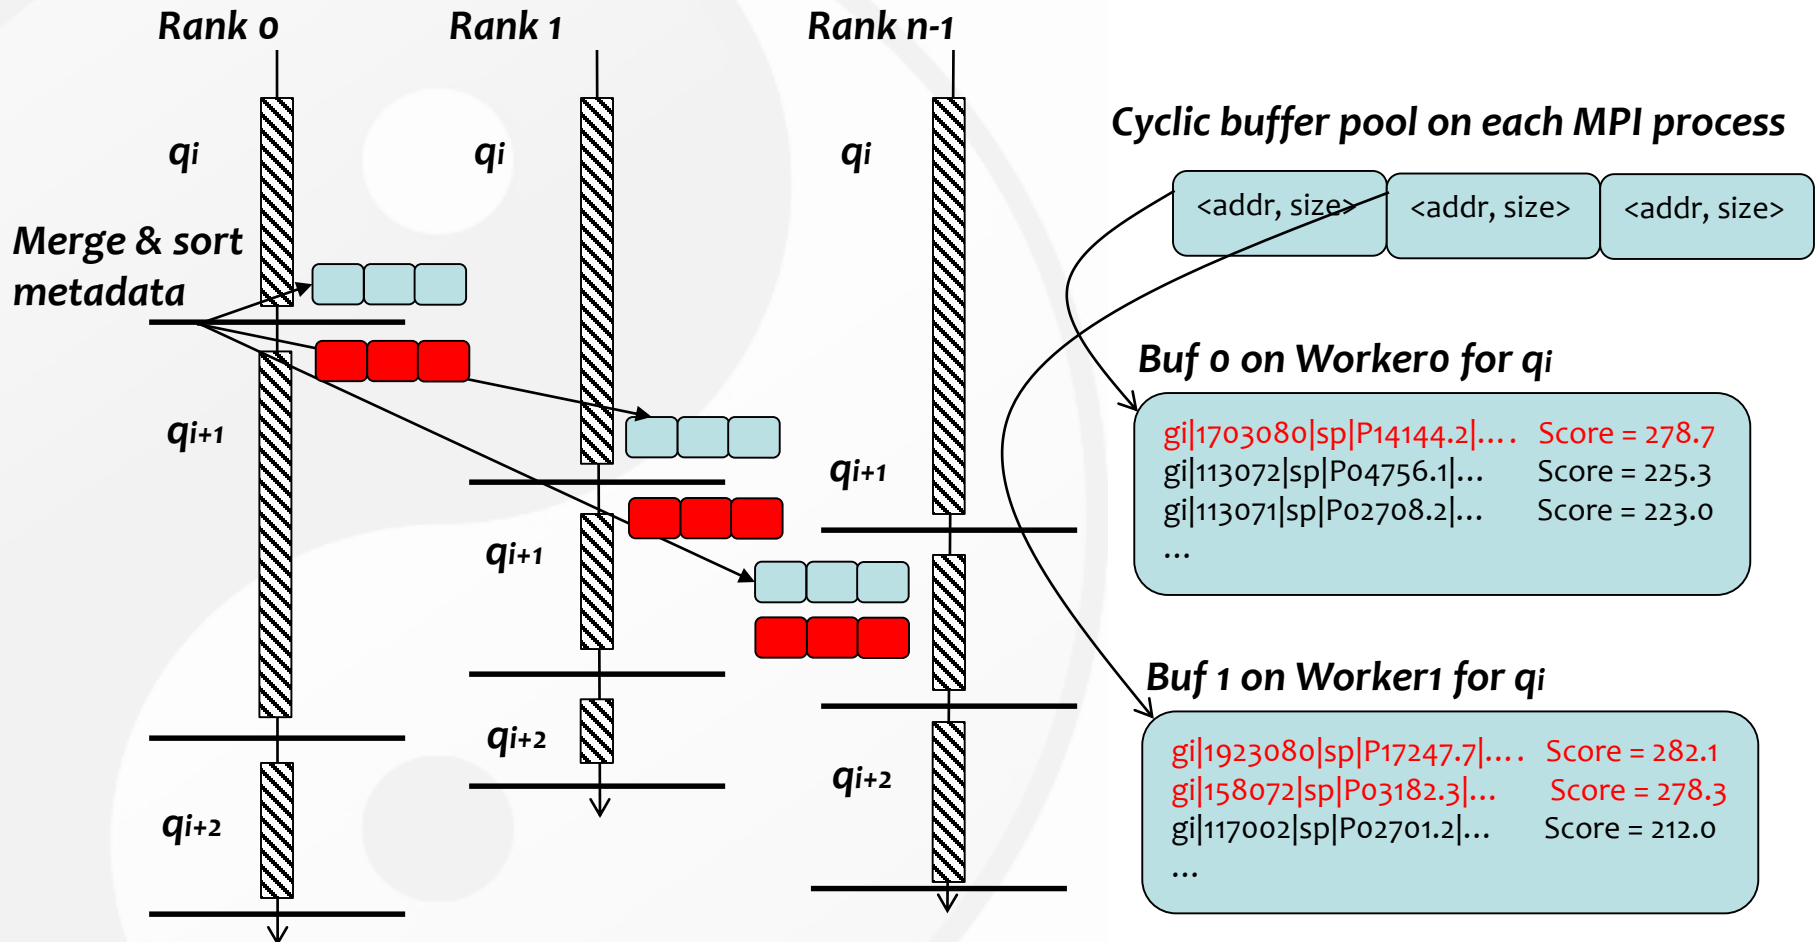 Rank 0
Rank 1
Rank n-1
qi
qi
qi
Merge & sort
metadata
qi+1
qi+1
qi+1
qi+2
qi+2
qi+2
Cyclic buffer pool on each MPI process
<addr, size>
<addr, size>
<addr, size>
Buf 0 on Worker0 for qi
gi|1703080|sp|P14144.2|.... Score = 278.7
gi|113072|sp|P04756.1|... Score = 225.3
gi|113071|sp|P02708.2|... Score = 223.0
...
Buf 1 on Worker1 for qi
gi|1923080|sp|P17247.7|.... Score = 282.1
gi|158072|sp|P03182.3|... Score = 278.3
gi|117002|sp|P02701.2|... Score = 212.0
...